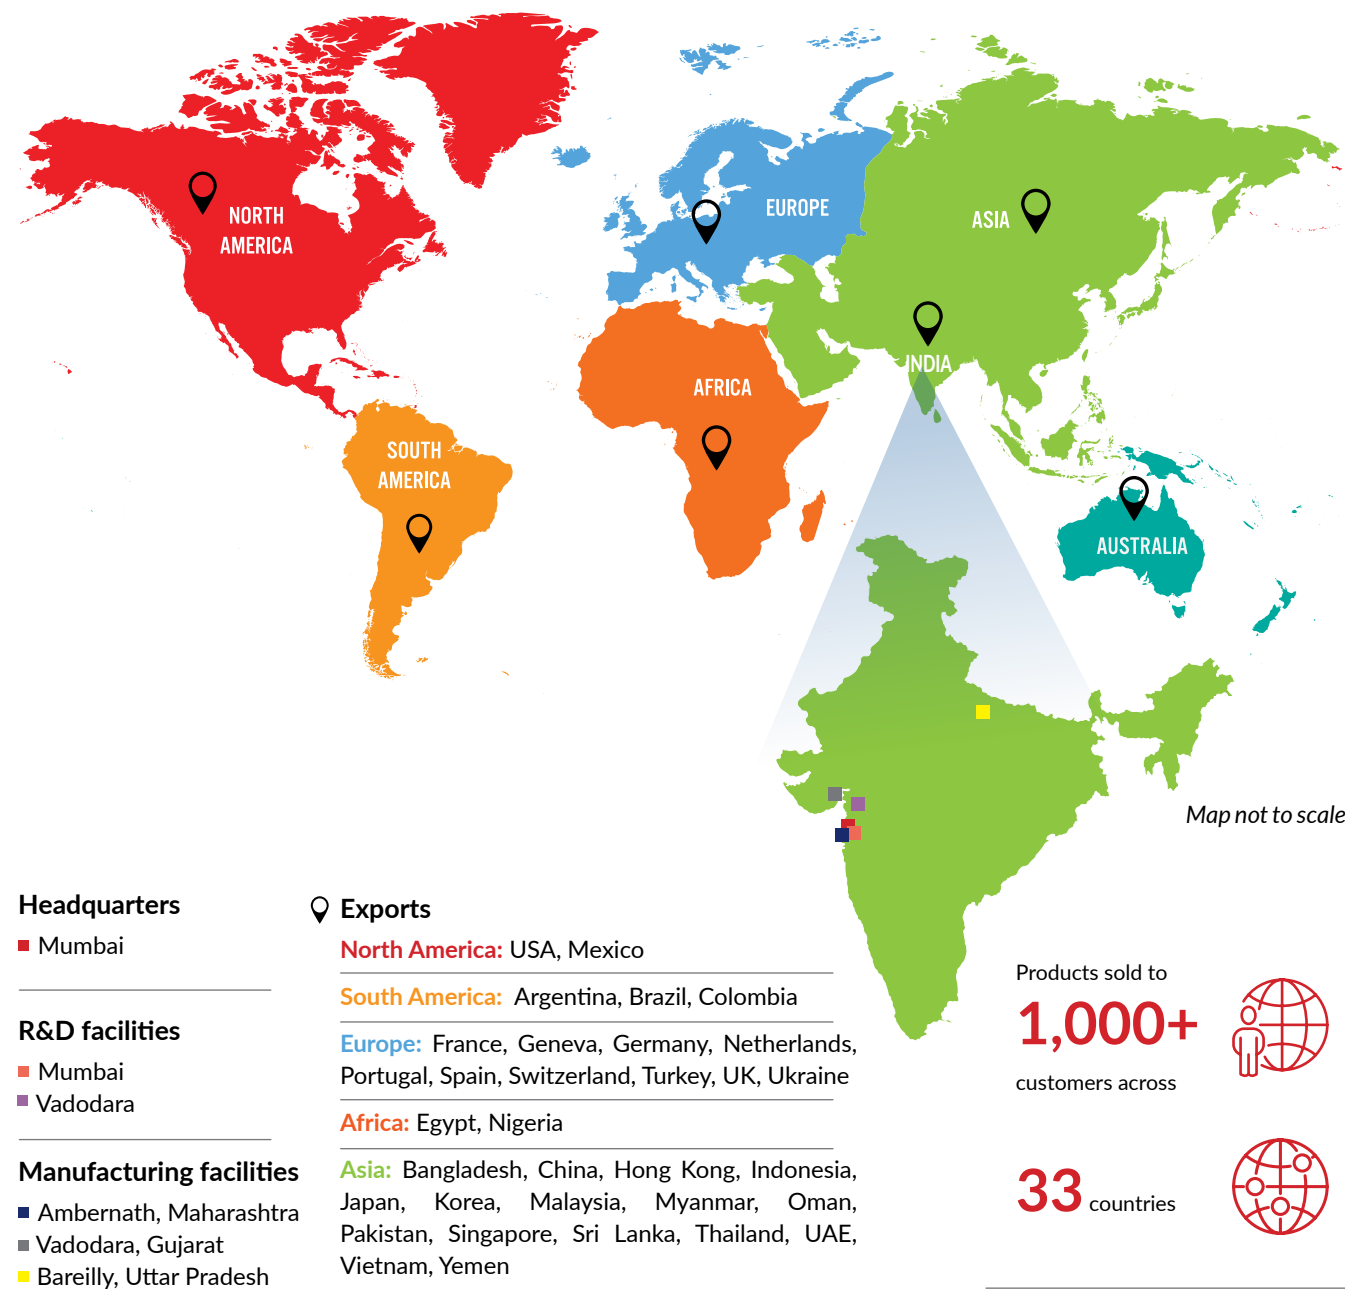 NORTH
AMERICA
EUROPE
ASIA
INDIA
AFRICA
SOUTH
AMERICA
AUSTRALIA
Map not to scale
Headquarters
Mumbai
R&D facilities
Mumbai
Vadodara
Manufacturing facilities
Ambernath, Maharashtra
Vadodara, Gujarat
Bareilly, Uttar Pradesh
Exports
North America: USA, Mexico
South America: Argentina, Brazil, Colombia
Europe: France, Geneva, Germany, Netherlands,
Portugal, Spain, Switzerland, Turkey, UK, Ukraine
Africa: Egypt, Nigeria
Asia: Bangladesh, China, Hong Kong, Indonesia,
Japan, Korea, Malaysia, Myanmar, Oman,
Pakistan, Singapore, Sri Lanka, Thailand, UAE,
Vietnam, Yemen
Products sold to
1,000+
customers across
33 countries